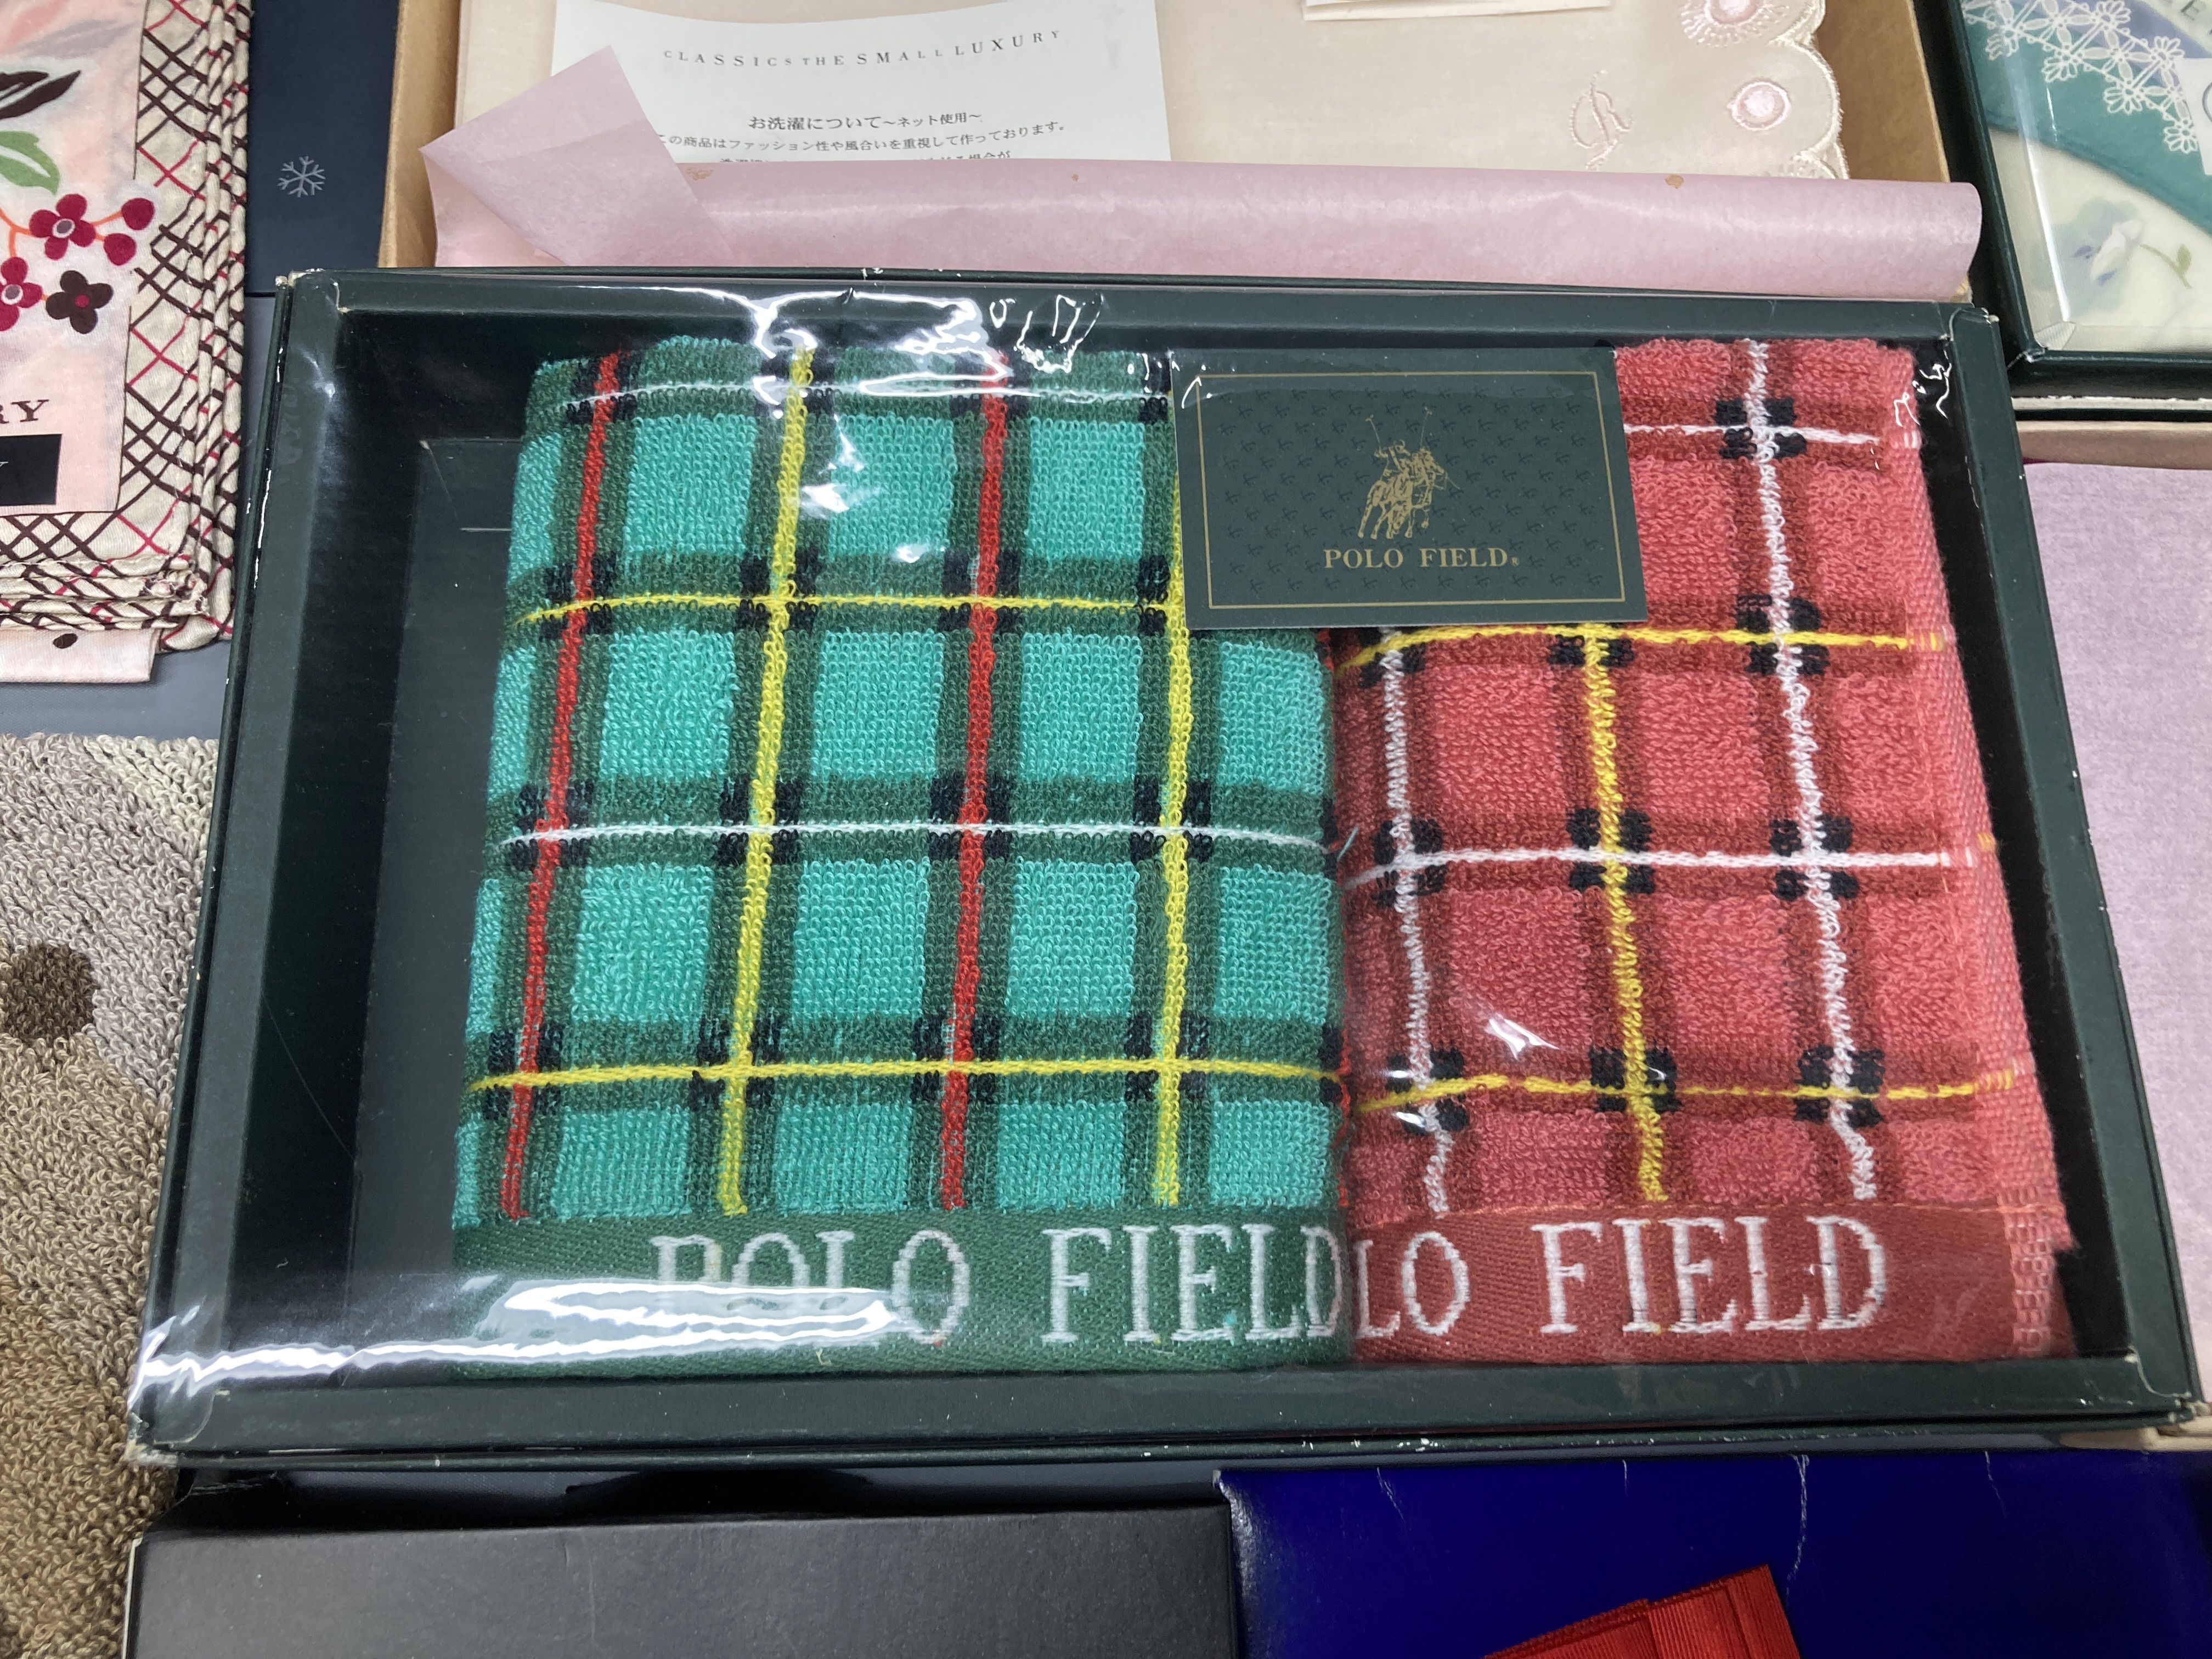 CLASSICS THE SMALL LUXURY
お洗濯について～ネット使用～
この商品はファッション性や風合いを重視して作っております。
RY
POLO FIELD®
POLO FIELD
LO FIELD